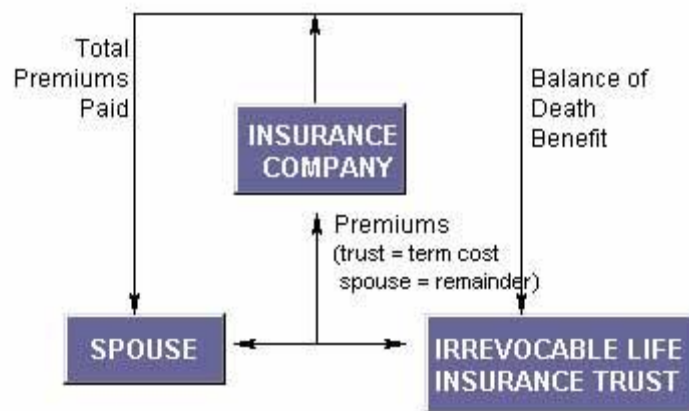 Total
Premiums
Paid
Balance of
Death
Benefit
INSURANCE
COMPANY
Premiums
(trust = term cost
spouse = remainder)
SPOUSE
IRREVOCABLE LIFE
INSURANCE TRUST